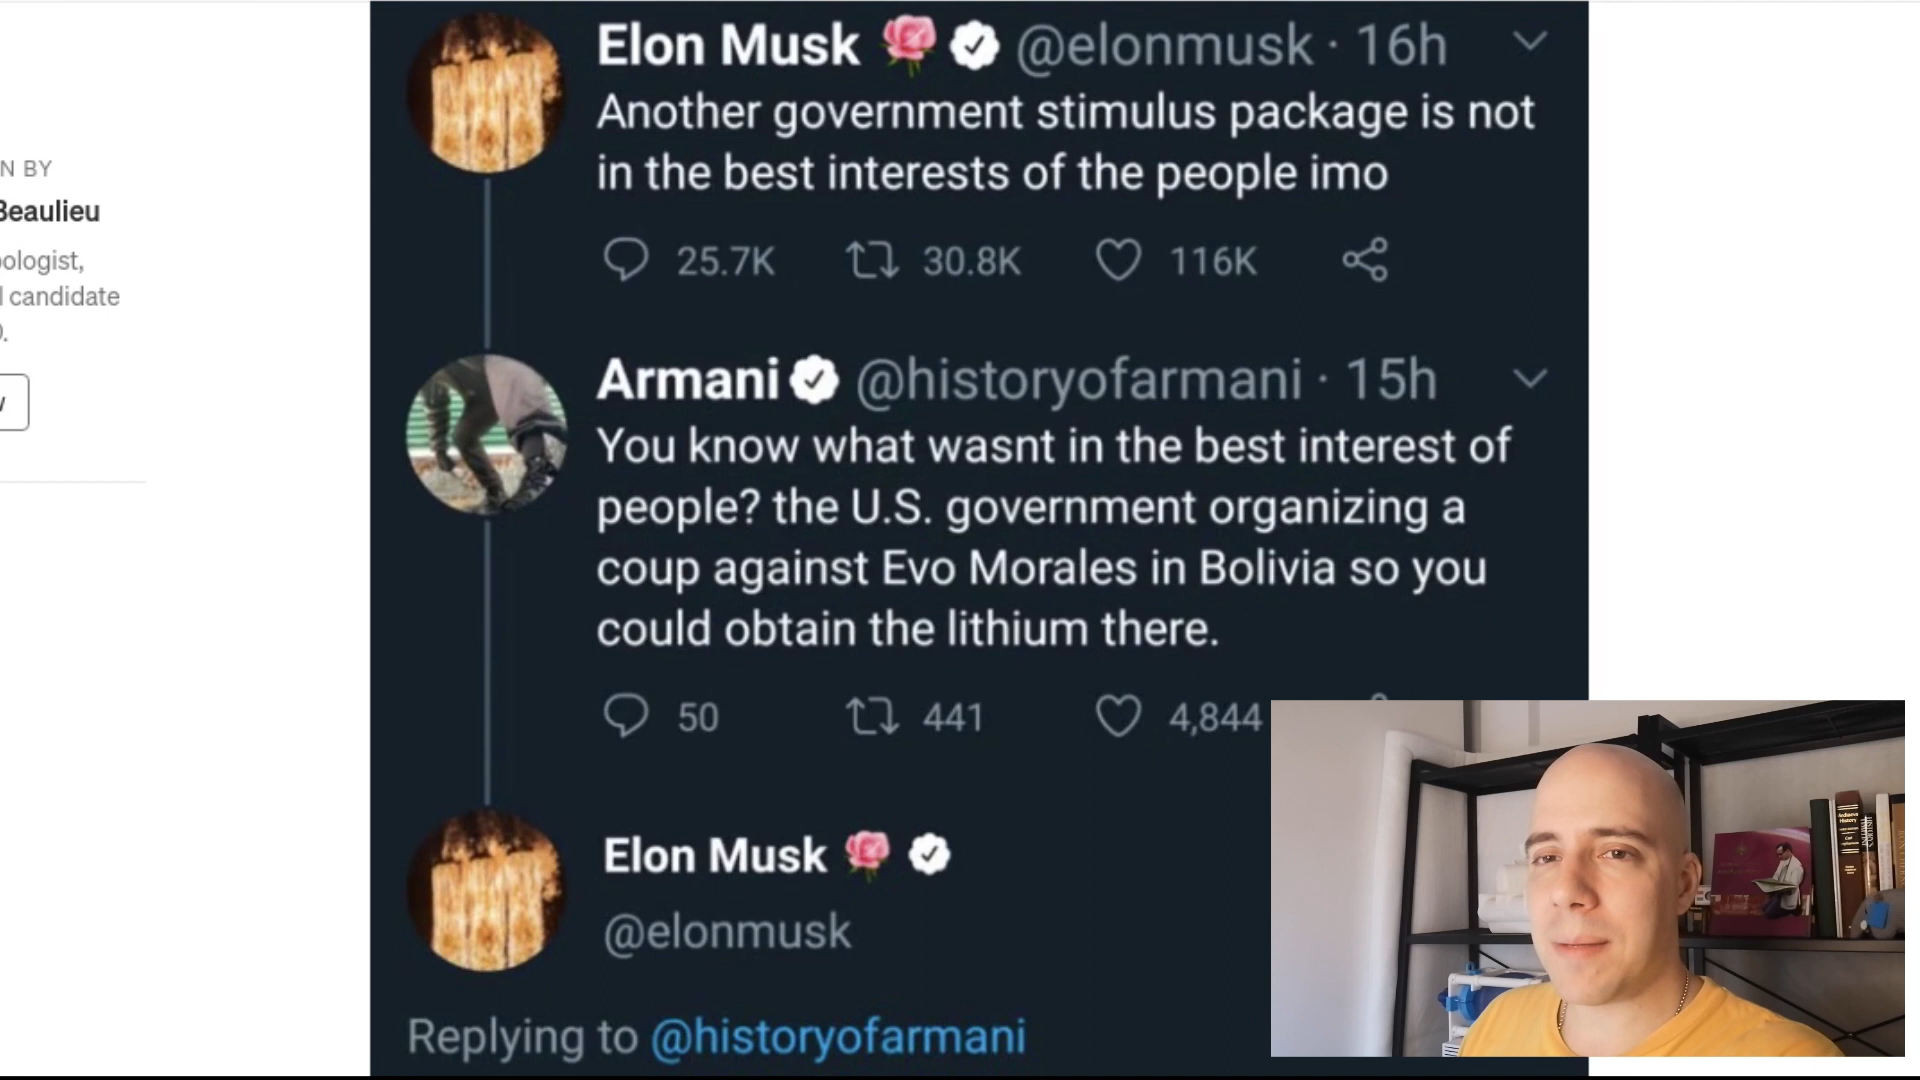 N BY
Beaulieu
ologist,
candidate
Elon Musk @elonmusk · 16h
Another government stimulus package is not
in the best interests of the people imo
25.7K 30.8K 116K
Armani @historyofarmani · 15h
You know what wasnt in the best interest of
people? the U.S. government organizing a
coup against Evo Morales in Bolivia so you
could obtain the lithium there.
50 441 4,844
Elon Musk
@elonmusk
Replying to @historyofarmani